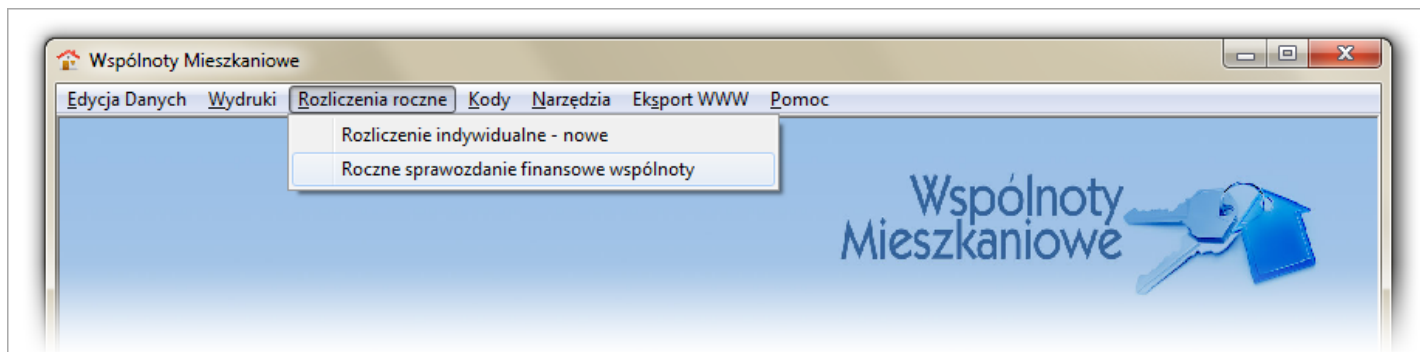 Wspólnoty Mieszkaniowe
Edycja Danych Wydruki Rozliczenia roczne Kody Narzędzia Eksport WWW Pomoc
Rozliczenie indywidualne - nowe
Roczne sprawozdanie finansowe wspólnoty
Wspólnoty
Mieszkaniowe